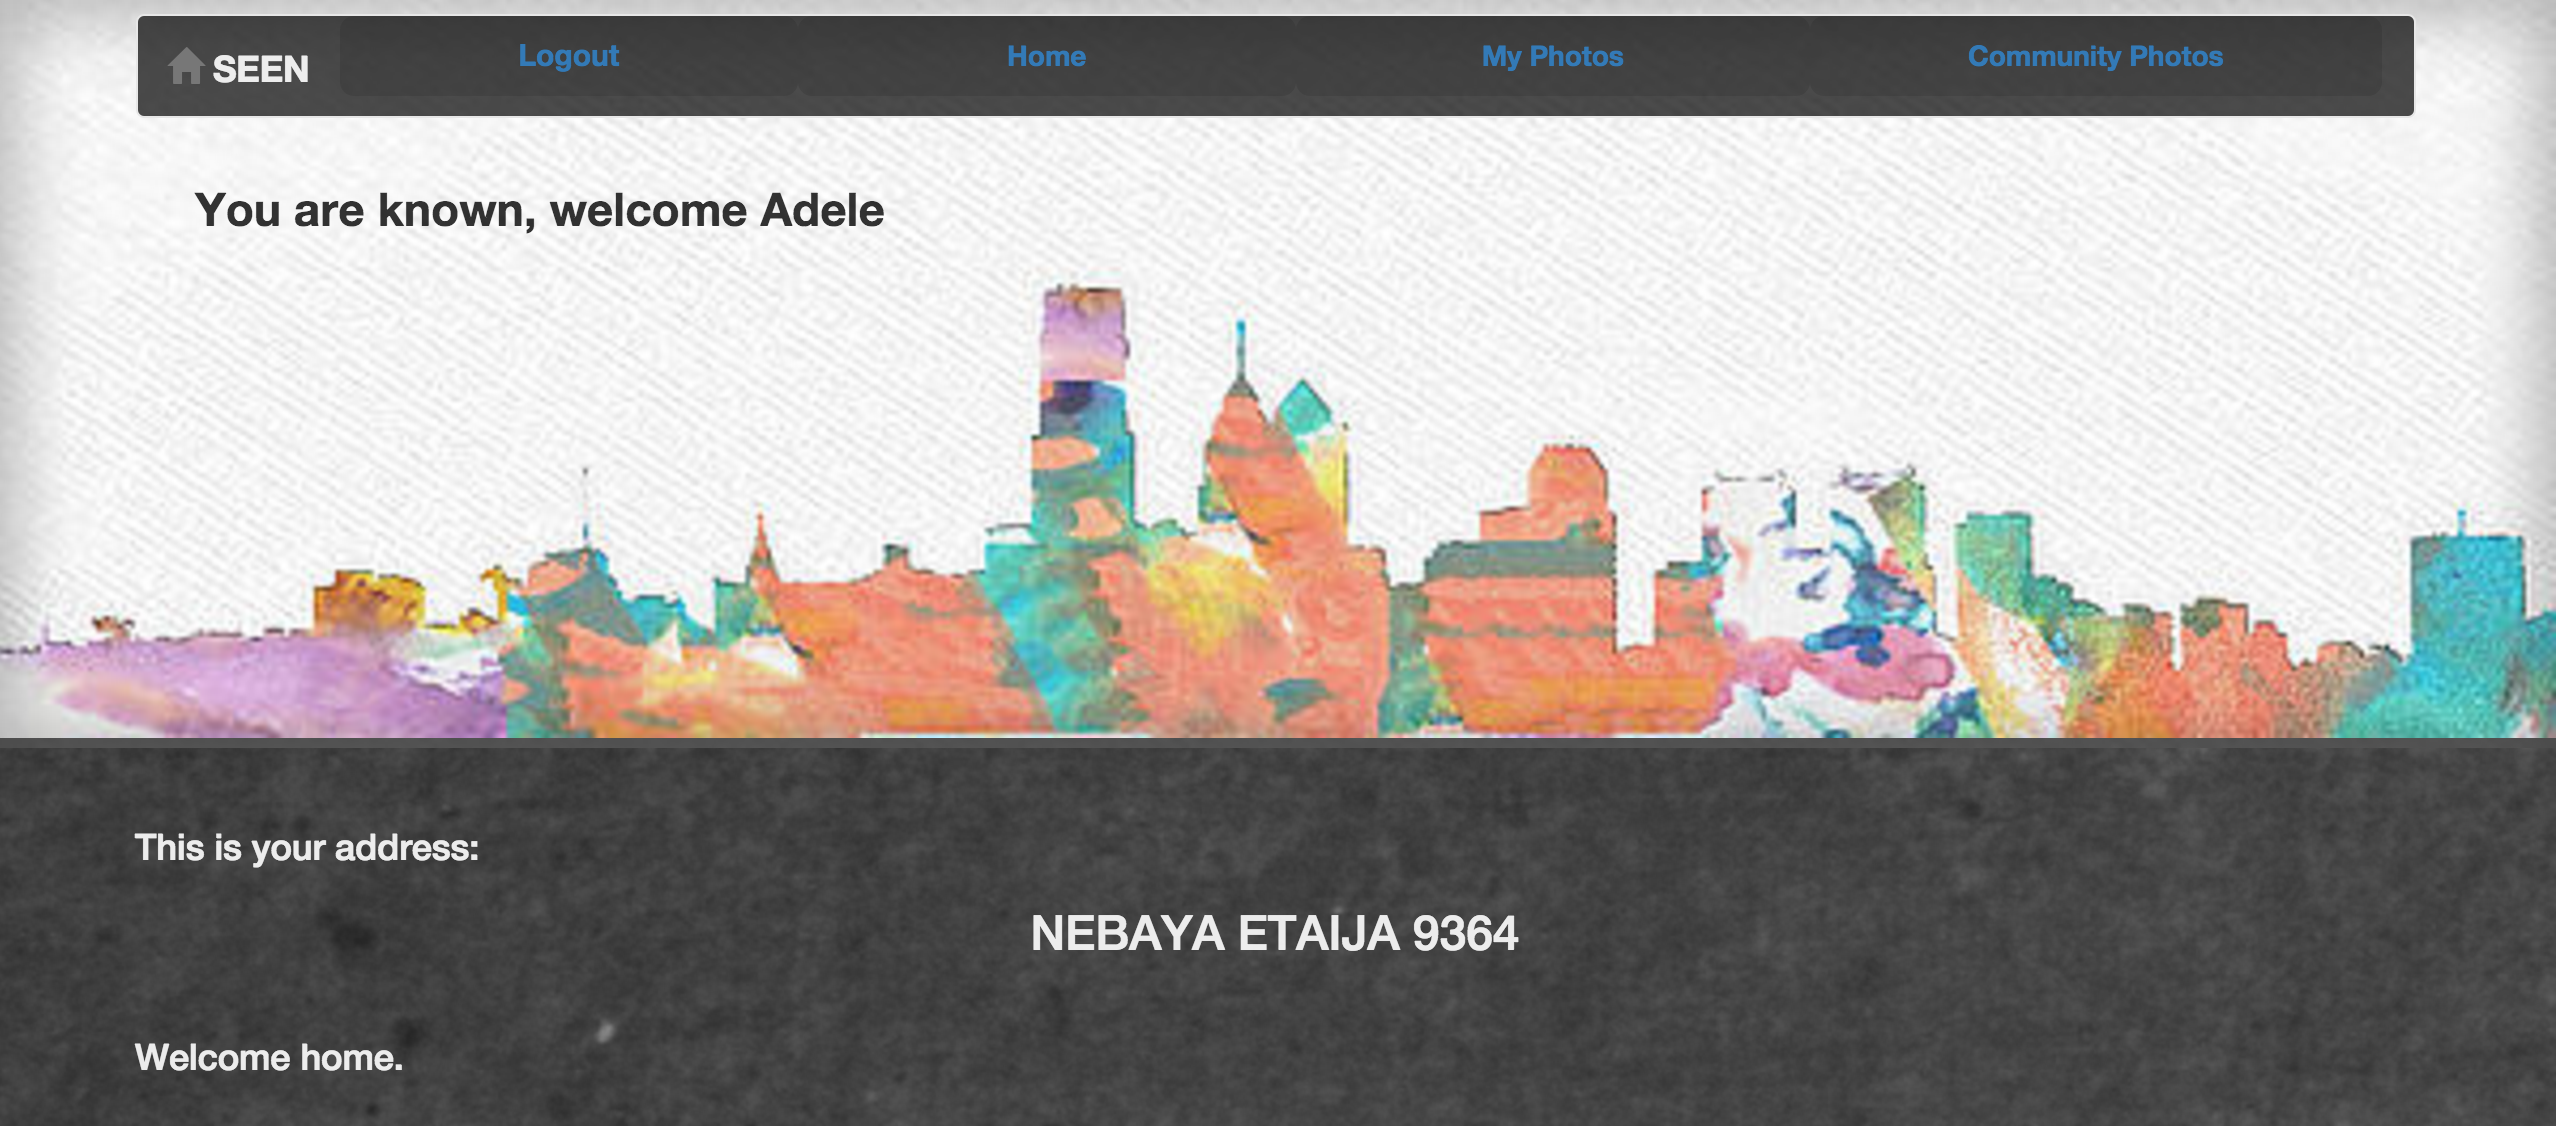 SEEN
Logout
Home
My Photos
Community Photos
You are known, welcome Adele
This is your address:
NEBAYA ETAIJA 9364
Welcome home.